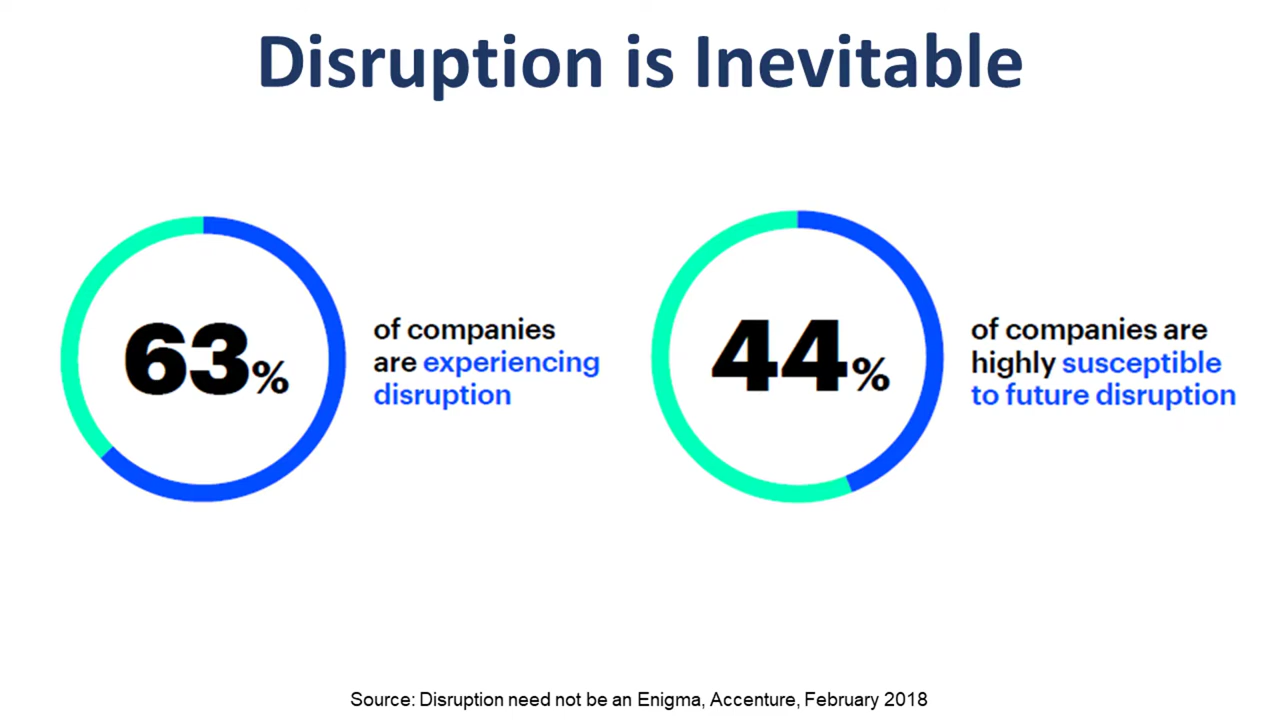 Disruption is Inevitable
63%
of companies
are experiencing
disruption
44%
of companies are
highly susceptible
to future disruption
Source: Disruption need not be an Enigma, Accenture, February 2018